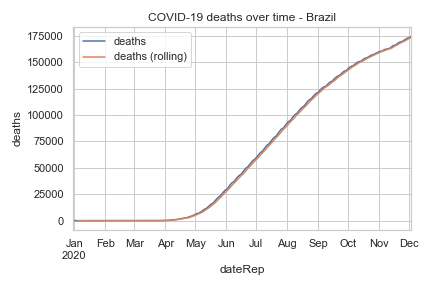 COVID-19 deaths over time - Brazil
deaths
deaths (rolling)
175000
150000
125000
100000
75000
50000
25000
0
deaths
Jan Feb Mar Apr May Jun Jul Aug Sep Oct Nov Dec
2020
dateRep